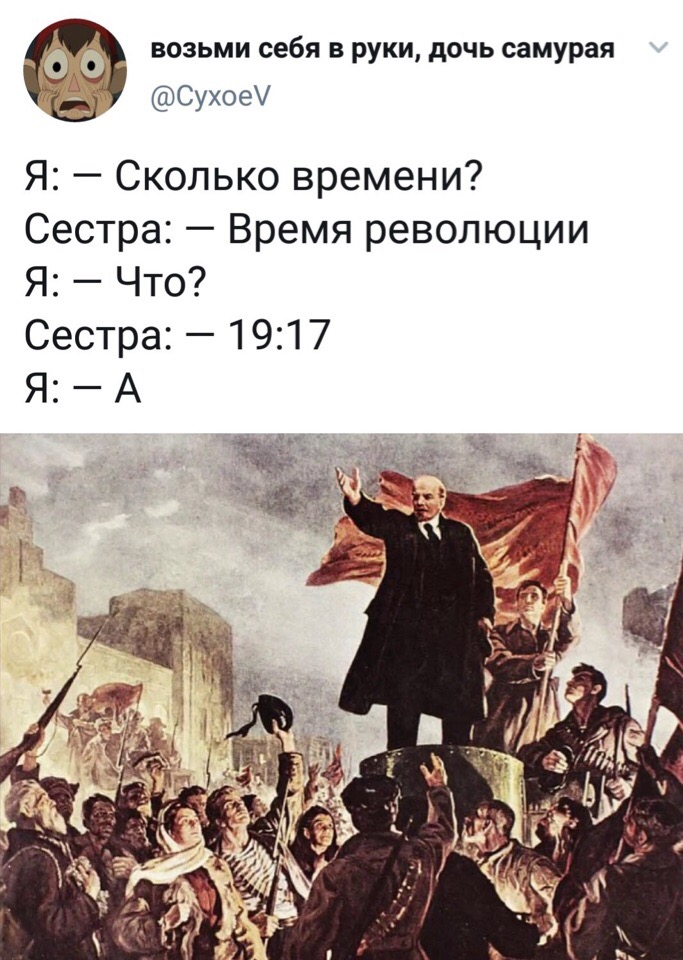 возьми себя в руки, дочь самурая
@СухоеV
Я: — Сколько времени?
Сестра: — Время революции
Я: — Что?
Сестра: — 19:17
Я: — А